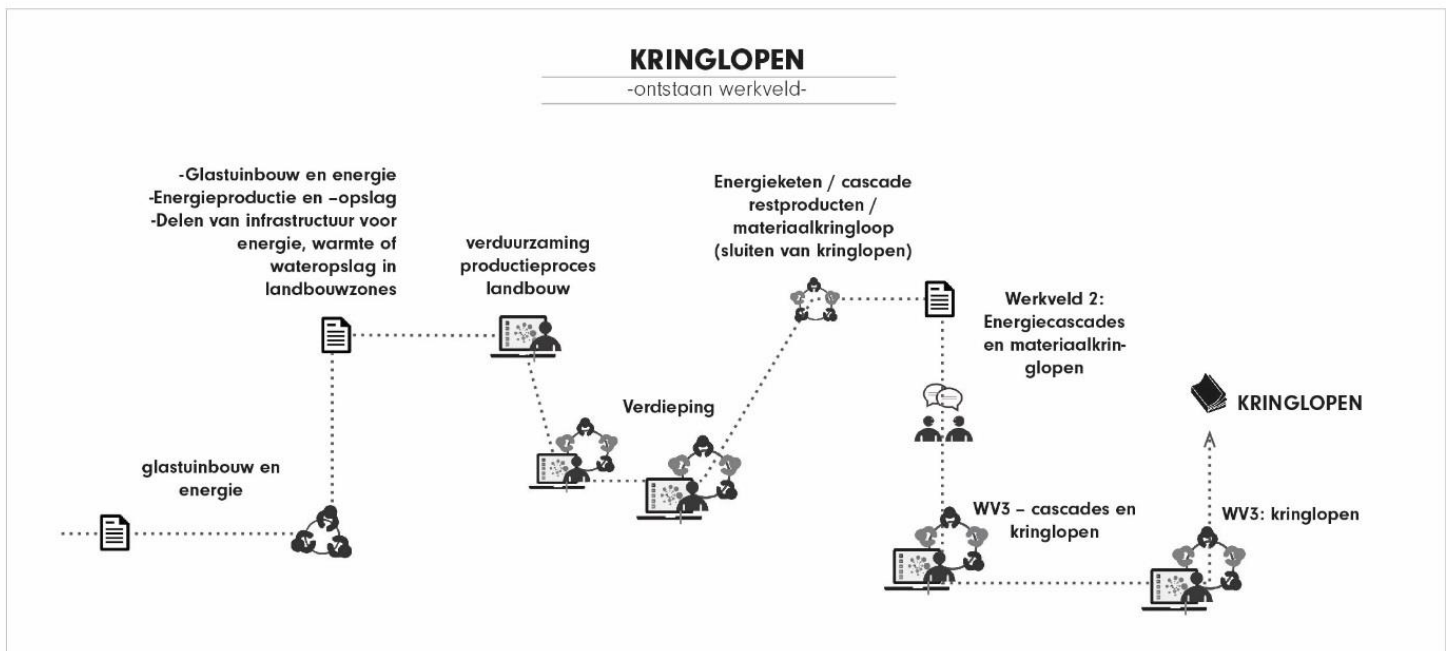 KRINGLOPEN
-ontstaan werkveld-
-Glastuinbouw en energie
-Energieproductie en –opslag
-Delen van infrastructuur voor
energie, warmte of
wateropslag in
landbouwzones
verduurzaming
productieproces
landbouw
Energieketen / cascade
restproducten /
materiaalkringloop
(sluiten van kringlopen)
Werkveld 2:
Energiecascades
en materiaalkrin-
glopen
KRINGLOPEN
Verdieping
glastuinbouw en
energie
WV3 – cascades en
kringlopen
WV3: kringlopen